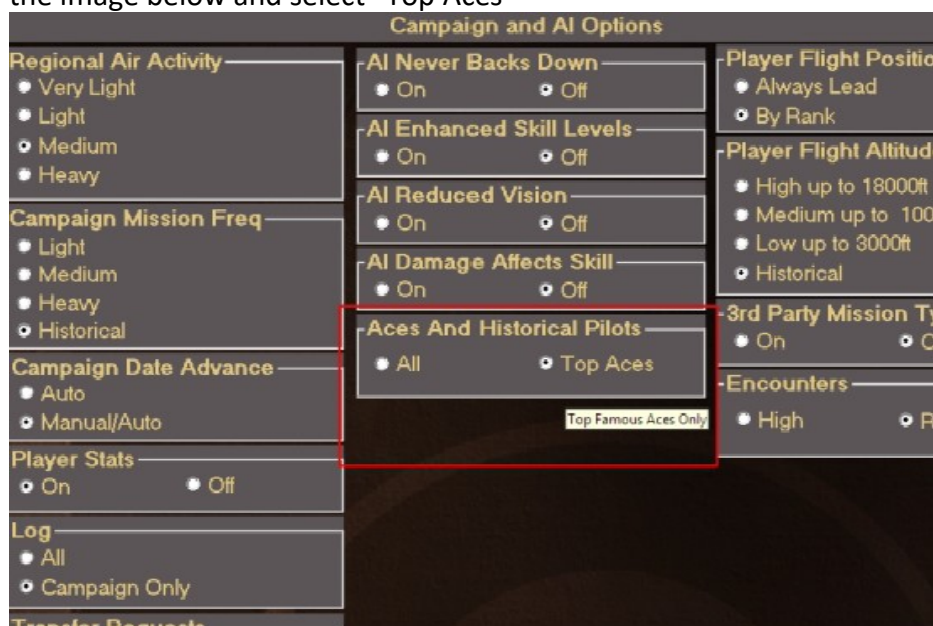 the image below and select "Top Aces"
Campaign and AI Options
Regional Air Activity
Very Light
Light
Medium
Heavy
Campaign Mission Freq
Light
Medium
Heavy
Historical
Campaign Date Advance
Auto
Manual/Auto
Player Stats
On Off
Log
All
Campaign Only
Transfer Requests
AI Never Backs Down
On Off
AI Enhanced Skill Levels
On Off
AI Reduced Vision
On Off
AI Damage Affects Skill
On Off
Aces And Historical Pilots
All Top Aces
Top Famous Aces Only
Player Flight Positio
Always Lead
By Rank
Player Flight Altitud
High up to 18000ft
Medium up to 100
Low up to 3000ft
Historical
3rd Party Mission Ty
On
Encounters
High